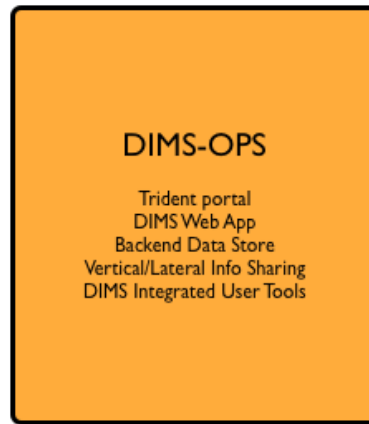 DIMS-OPS
Trident portal
DIMS Web App
Backend Data Store
Vertical/Lateral Info Sharing
DIMS Integrated User Tools